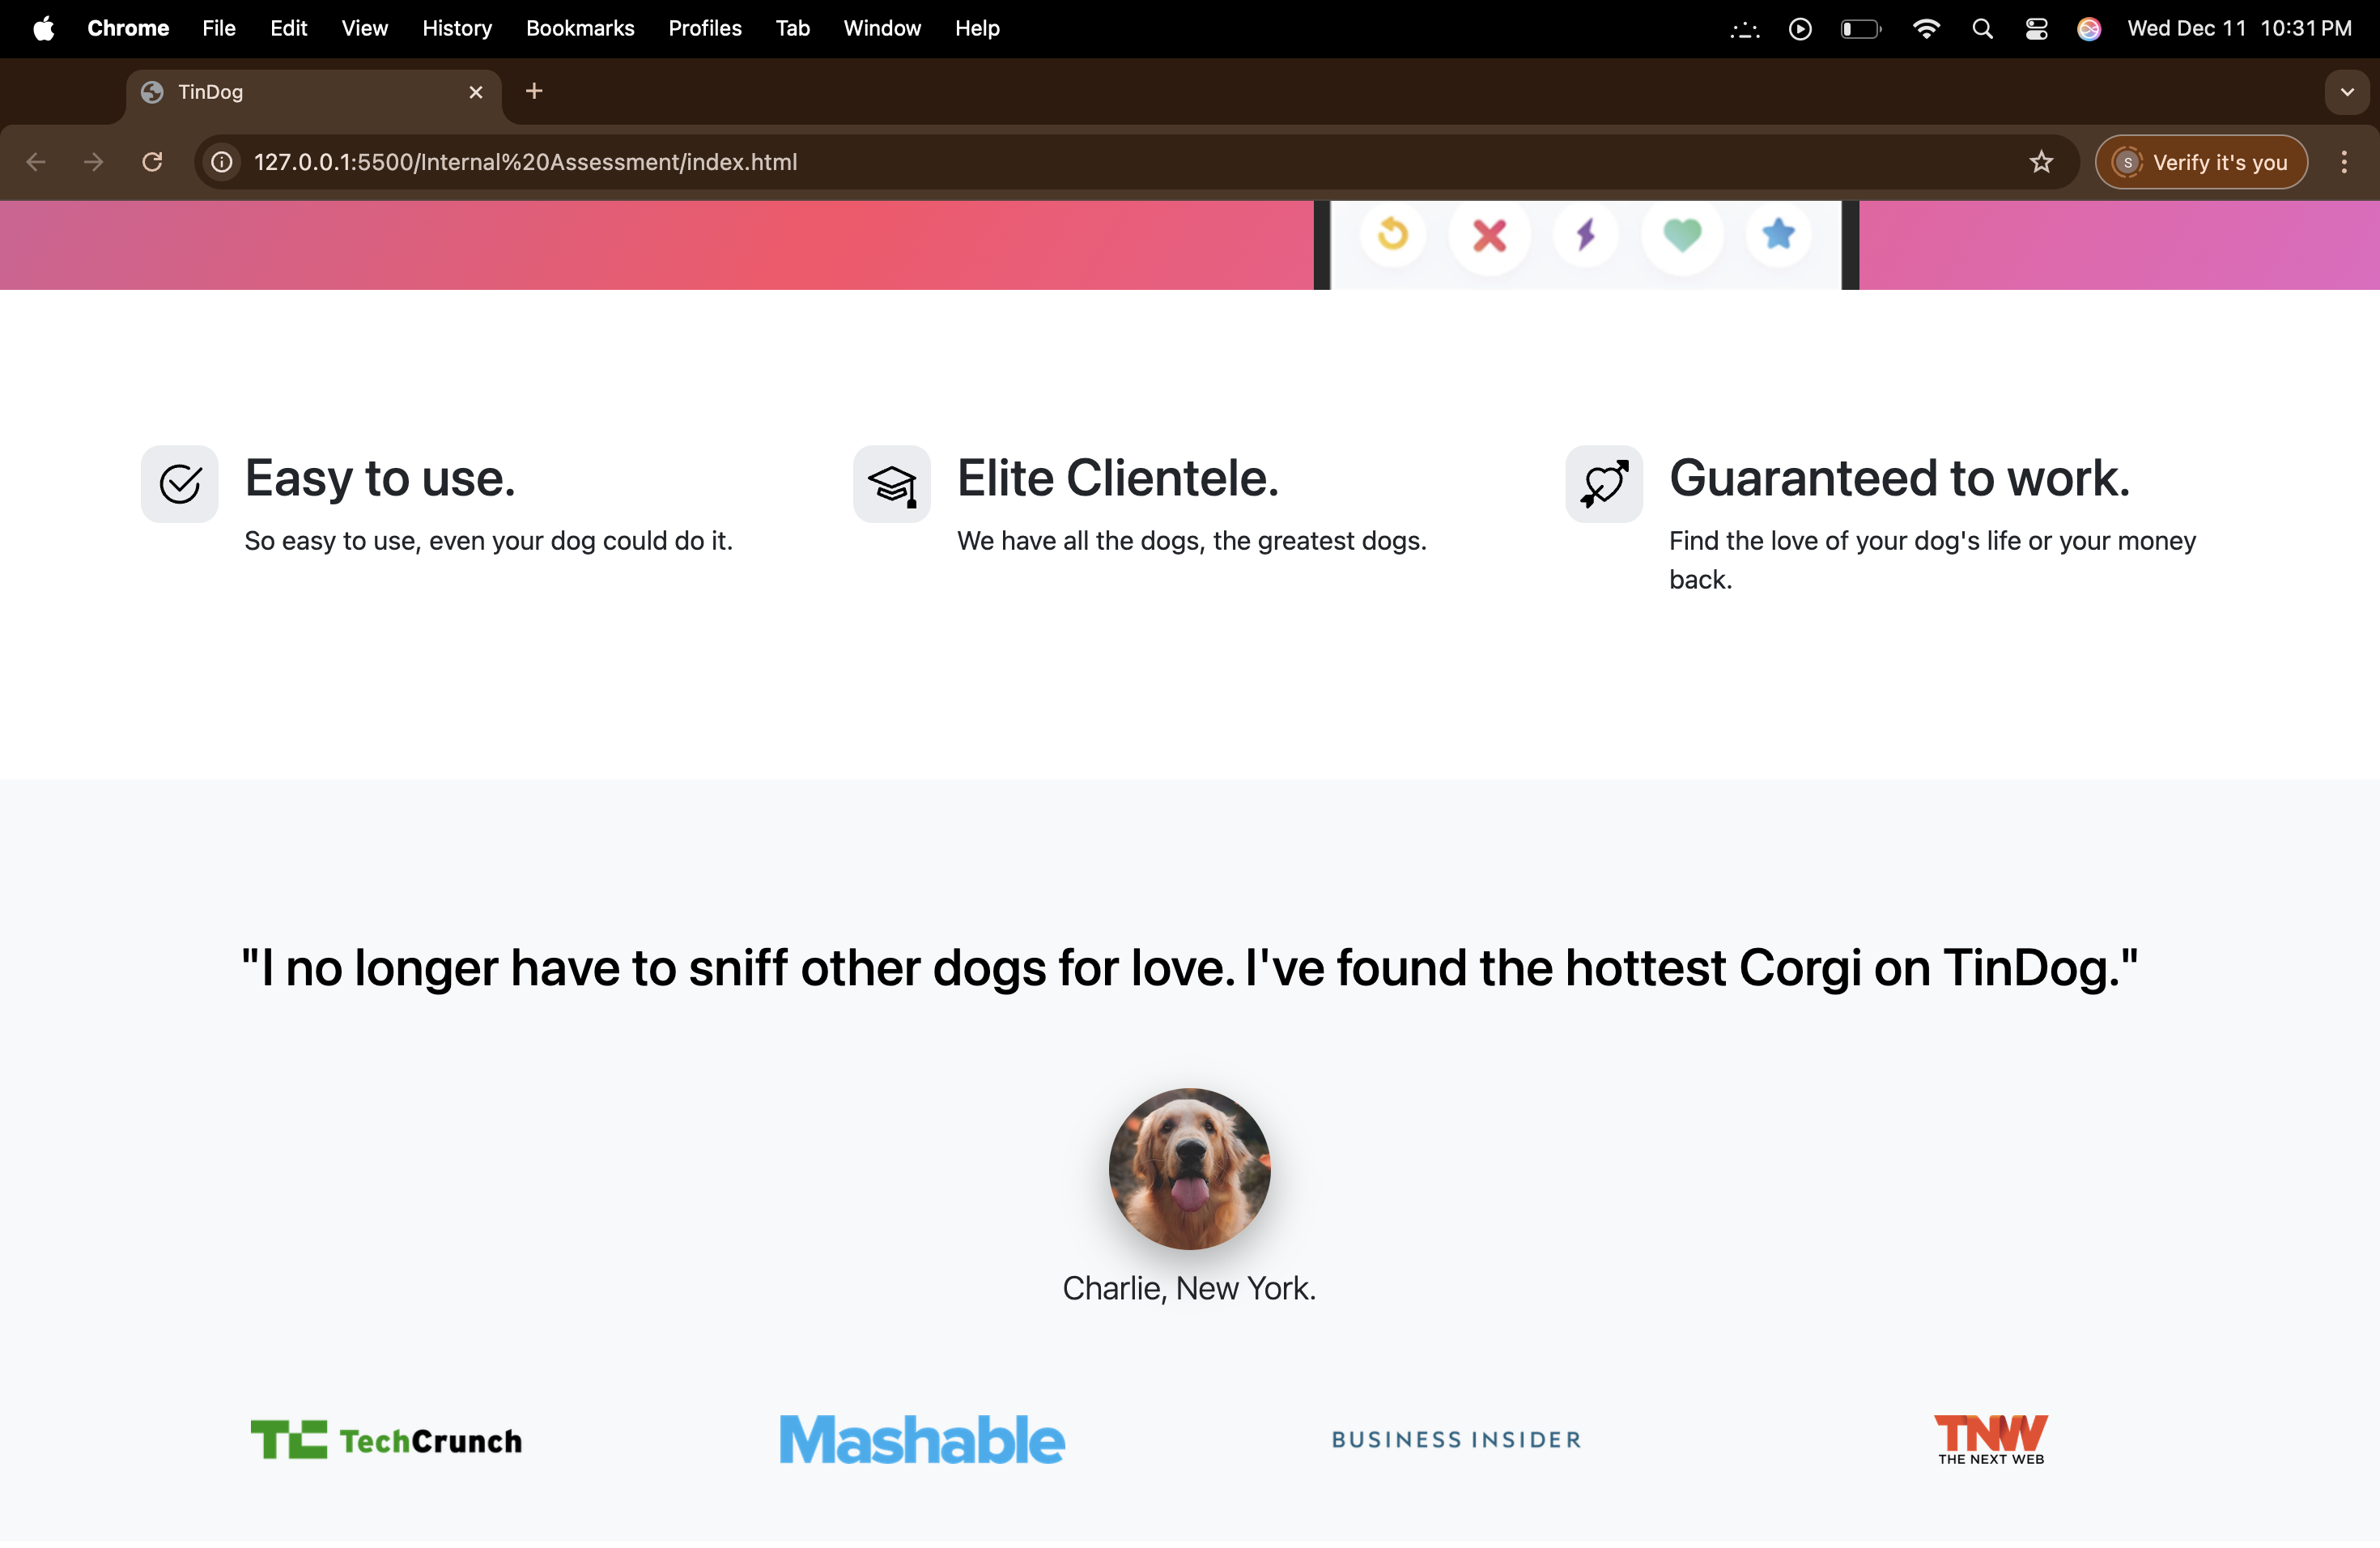 Chrome File Edit View History Bookmarks Profiles Tab Window Help Wed Dec 11 10:31 PM
TinDog
127.0.0.1:5500/Internal%20Assessment/index.html S Verify it's you
Easy to use.
So easy to use, even your dog could do it.
Elite Clientele.
We have all the dogs, the greatest dogs.
Guaranteed to work.
Find the love of your dog's life or your money
back.
"I no longer have to sniff other dogs for love. I've found the hottest Corgi on TinDog."
Charlie, New York.
TC TechCrunch
Mashable
BUSINESS INSIDER
TNW
THE NEXT WEB